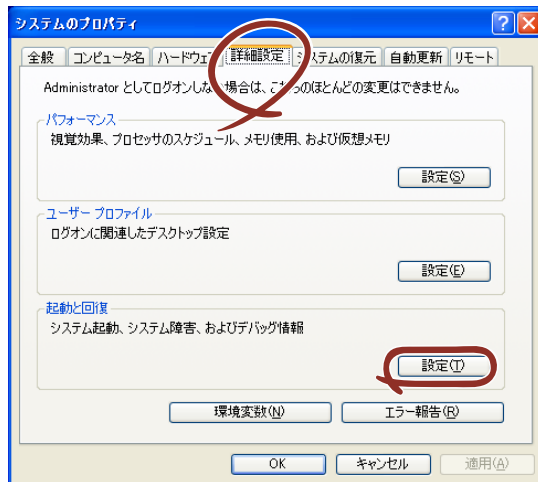 システムのプロパティ
全般 コンピュータ名 ハードウェア 詳細設定 システムの復元 自動更新 リモート
Administrator としてログオンしない場合は、これらのほとんどの変更はできません。
パフォーマンス
視覚効果、プロセッサのスケジュール、メモリ使用、および仮想メモリ
設定(S)
ユーザー プロファイル
ログオンに関連したデスクトップ設定
設定(E)
起動と回復
システム起動、システム障害、およびデバッグ情報
設定(T)
環境変数(N) エラー報告(R)
OK キャンセル 適用(A)